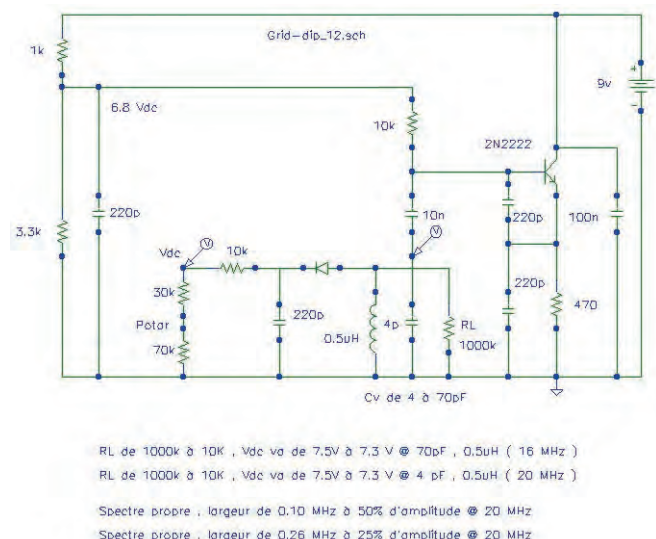 Grid-dip_12.sch
1k
9v
6.8 Vdc
10k
2N2222
3.3k
220p
10n
220p
100n
Vdc
V
10k
V
30k
220p
Potar
220p
4p
RL
470
70k
0.5uH
1000k
Cv de 4 à 70pF
RL de 1000k à 10K , Vdc va de 7.5V à 7.3 V @ 70pF , 0.5uH ( 16 MHz )
RL de 1000k à 10K , Vdc va de 7.5V à 7.3 V @ 4 pF , 0.5uH ( 20 MHz )
Spectre propre , largeur de 0.10 MHz à 50% d'amplitude @ 20 MHz
Spectre propre , largeur de 0.26 MHz à 25% d'amplitude @ 20 MHz